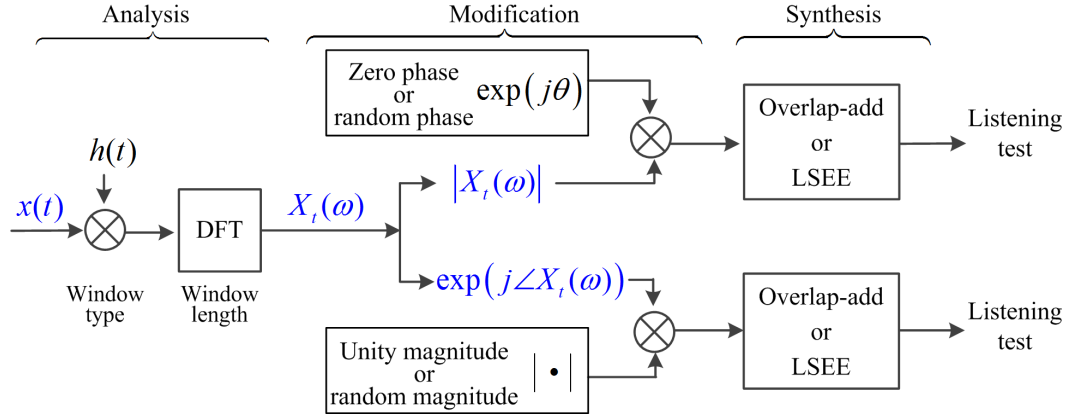 Analysis
Modification
Synthesis
Zero phase
or
random phase
exp(jθ)
Overlap-add
or
LSEE
Listening
test
h(t)
x(t)
DFT
X_t(ω)
|X_t(ω)|
exp(j∠X_t(ω))
Window
type
Window
length
Unity magnitude
or
random magnitude
|•|
Overlap-add
or
LSEE
Listening
test